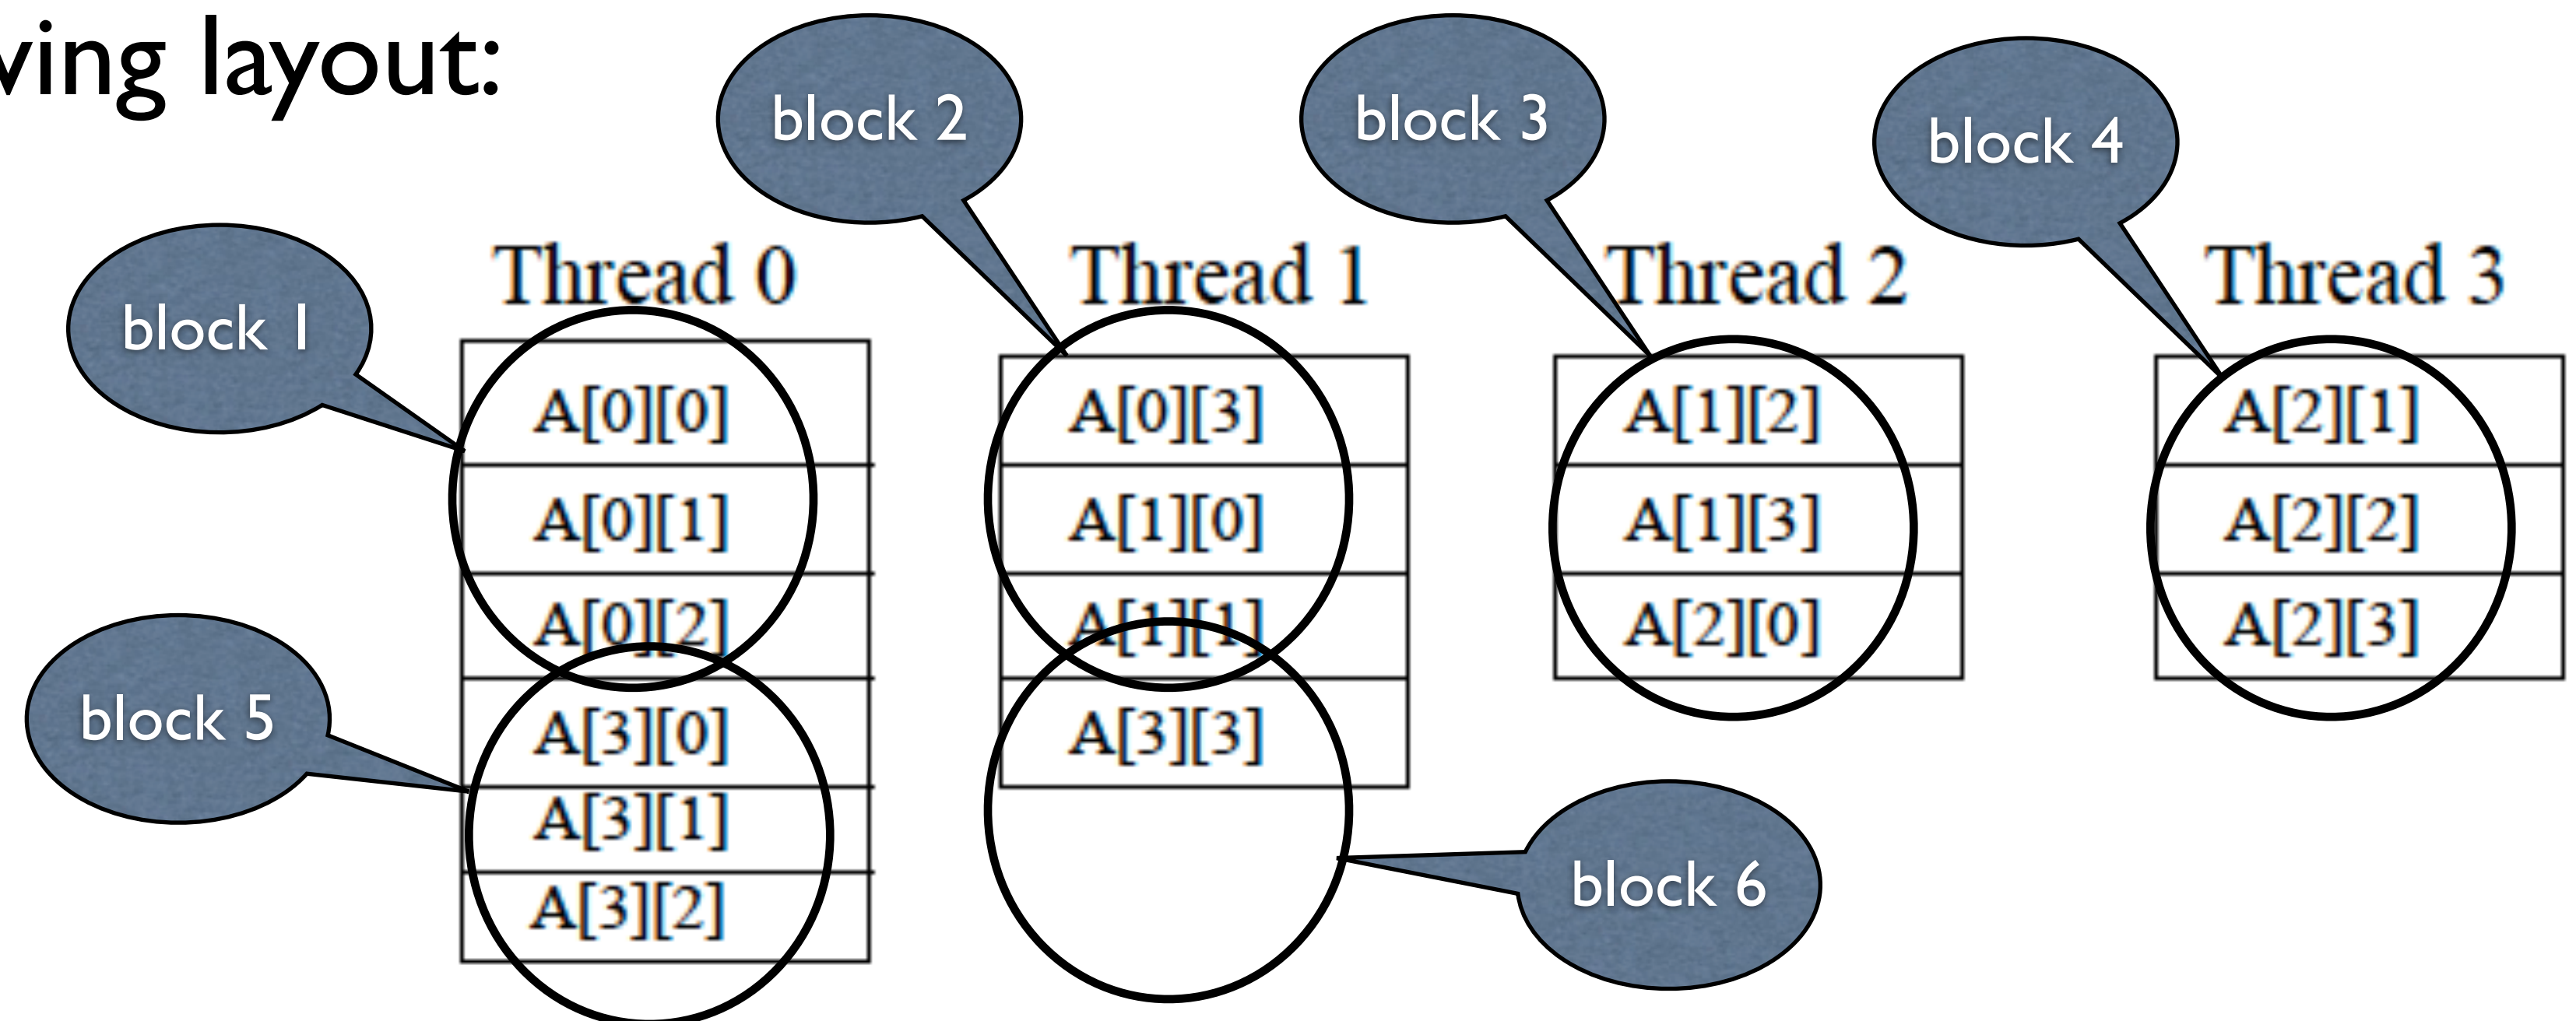 ving layout:
block 2
block 3
block 4
block 1
Thread 0
Thread 1
Thread 2
Thread 3
A[0][0]
A[0][3]
A[1][2]
A[2][1]
A[0][1]
A[1][0]
A[1][3]
A[2][2]
A[0][2]
A[1][1]
A[2][0]
A[2][3]
block 5
A[3][0]
A[3][3]
A[3][1]
A[3][2]
block 6